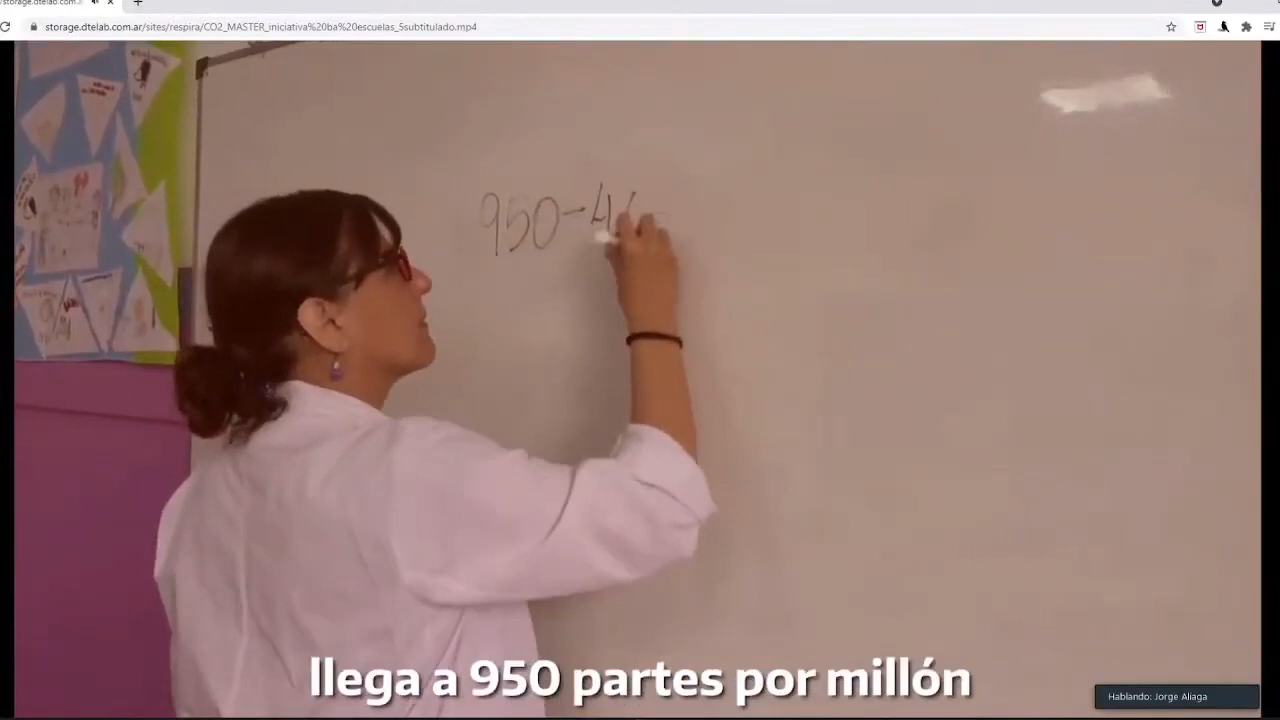 storage.dtelab.com.ar/sites/respira/CO2_MASTER_iniciativa%20ba%20escuelas_5subtitulado.mp4
950-4
llega a 950 partes por millón
Hablando: Jorge Aliaga